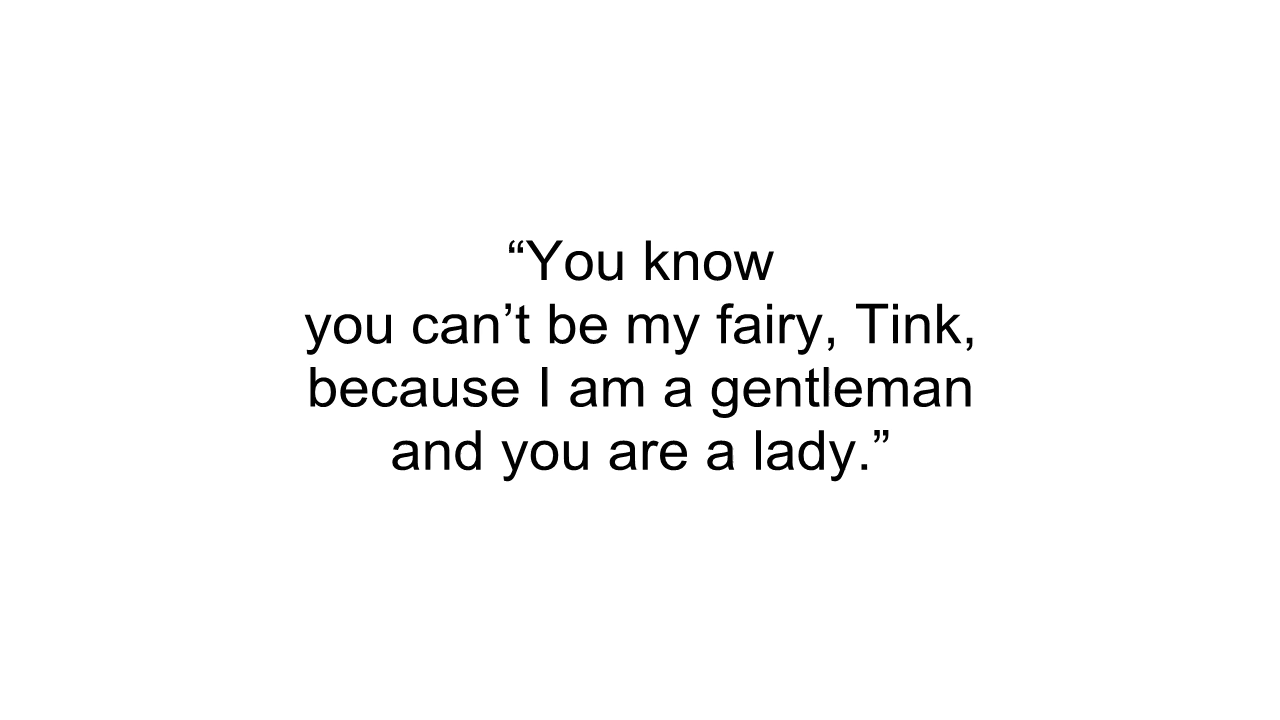 “You know
you can’t be my fairy, Tink,
because I am a gentleman
and you are a lady.”